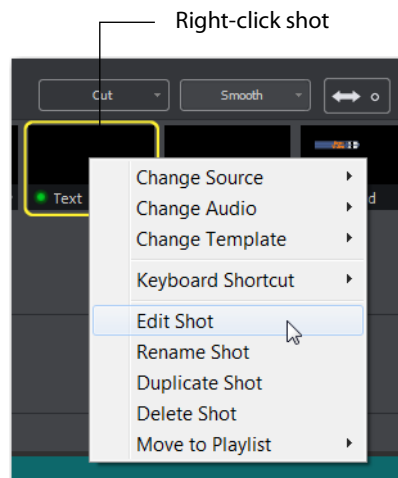 Right-click shot
Cut
Smooth
Text
d
Change Source
Change Audio
Change Template
Keyboard Shortcut
Edit Shot
Rename Shot
Duplicate Shot
Delete Shot
Move to Playlist